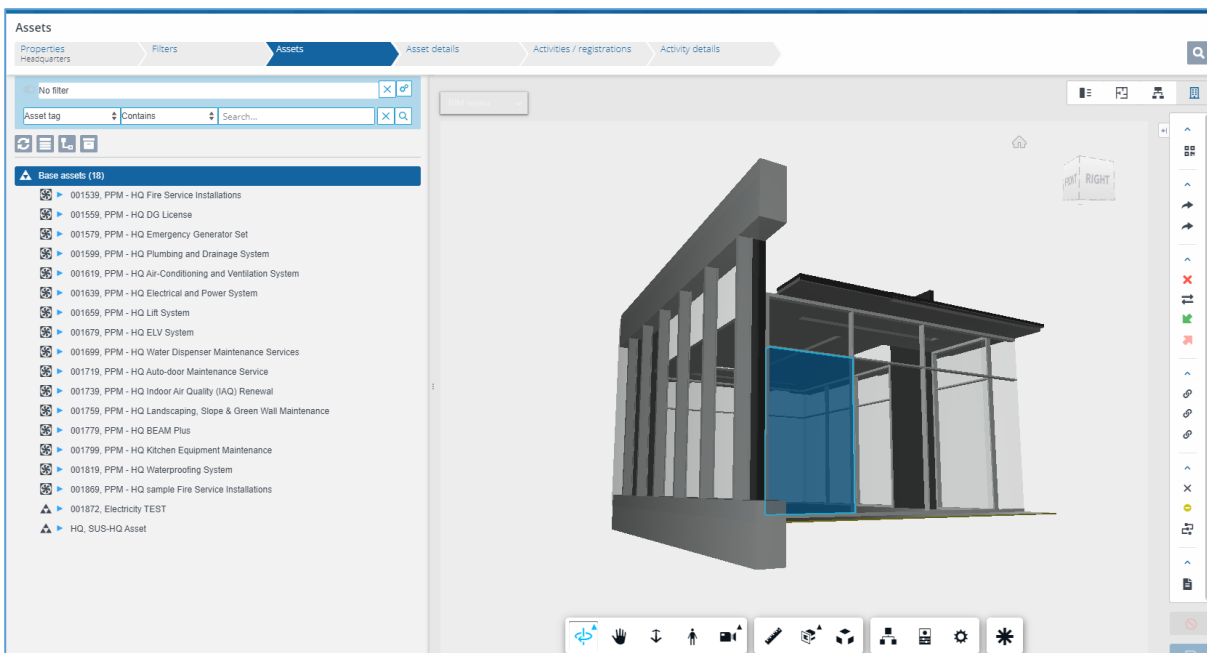 Assets
Properties
Headquarters
Filters
Assets
Asset details
Activities / registrations
Activity details
No filter
Asset tag
Contains
Search...
Base assets (18)
001539, PPM - HQ Fire Service Installations
001559, PPM - HQ DG License
001579, PPM - HQ Emergency Generator Set
001599, PPM - HQ Plumbing and Drainage System
001619, PPM - HQ Air-Conditioning and Ventilation System
001639, PPM - HQ Electrical and Power System
001659, PPM - HQ Lift System
001679, PPM - HQ ELV System
001699, PPM - HQ Water Dispenser Maintenance Services
001719, PPM - HQ Auto-door Maintenance Service
001739, PPM - HQ Indoor Air Quality (IAQ) Renewal
001759, PPM - HQ Landscaping, Slope & Green Wall Maintenance
001779, PPM - HQ BEAM Plus
001799, PPM - HQ Kitchen Equipment Maintenance
001819, PPM - HQ Waterproofing System
001869, PPM - HQ sample Fire Service Installations
001872, Electricity TEST
HQ, SUS-HQ Asset
RIGHT